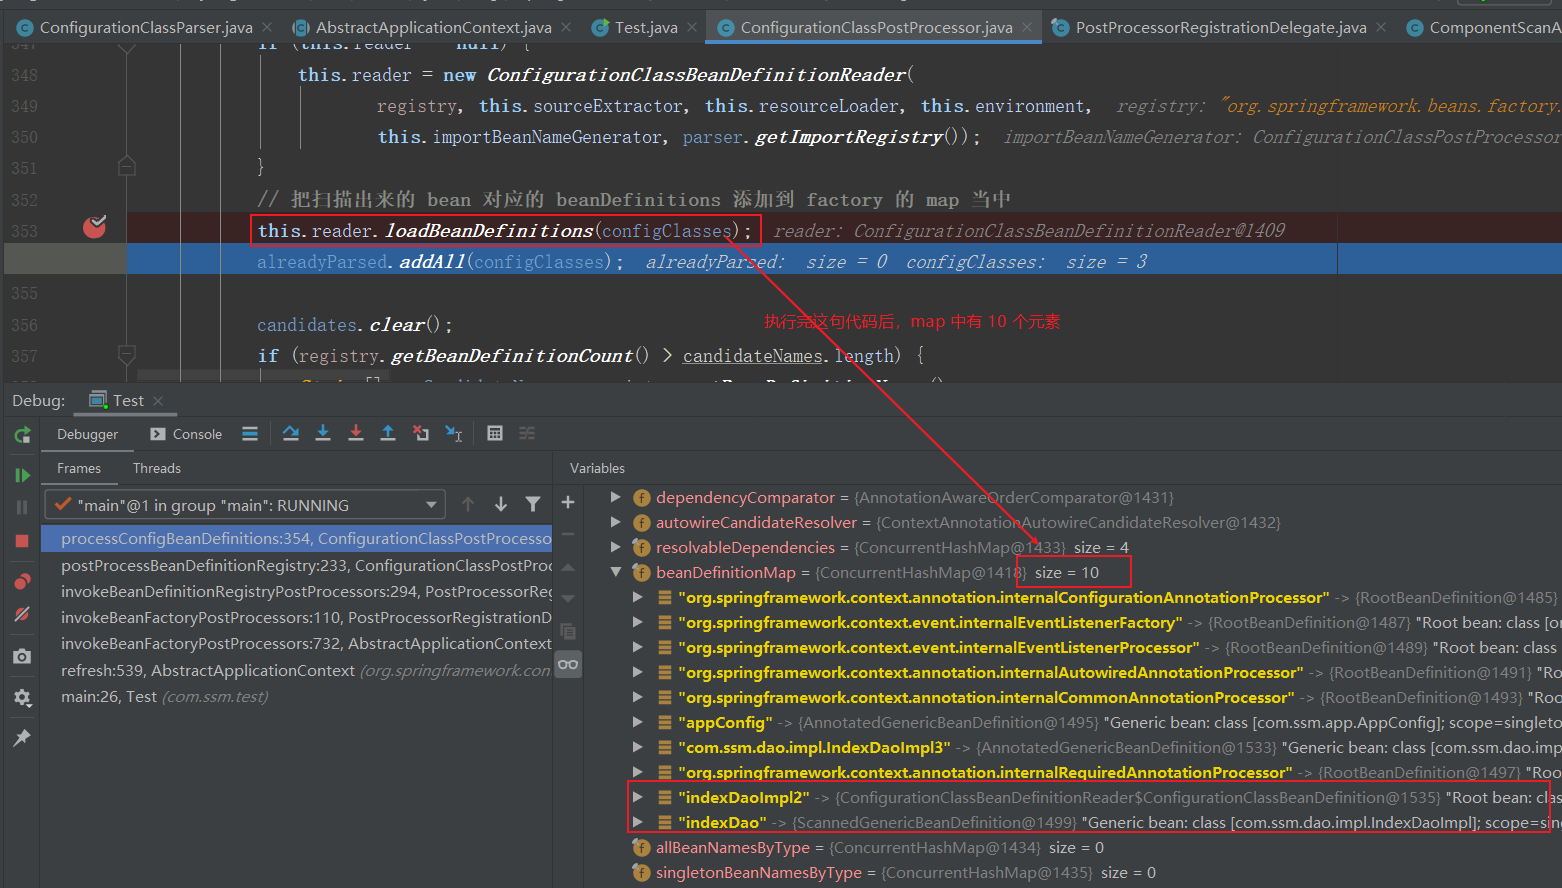 ConfigurationClassParser.java AbstractApplicationContext.java Test.java ConfigurationClassPostProcessor.java PostProcessorRegistrationDelegate.java ComponentScanA
348 this.reader = new ConfigurationClassBeanDefinitionReader(
349 registry, this.sourceExtractor, this.resourceLoader, this.environment, registry: "org.springframework.beans.factory.
350 this.importBeanNameGenerator, parser.getImportRegistry()); importBeanNameGenerator: ConfigurationClassPostProcessor
351 }
352 // 把扫描出来的 bean 对应的 beanDefinitions 添加到 factory 的 map 当中
353 this.reader.loadBeanDefinitions(configClasses); reader: ConfigurationClassBeanDefinitionReader@1409
alreadyParsed.addAll(configClasses); alreadyParsed: size = 0 configClasses: size = 3
355
执行完这句代码后，map 中有 10 个元素
356 candidates.clear();
357 if (registry.getBeanDefinitionCount() > candidateNames.length) {
Debug: Test
Debugger Console
Frames Threads
"main"@1 in group "main": RUNNING
processConfigBeanDefinitions:354, ConfigurationClassPostProcesso
postProcessBeanDefinitionRegistry:233, ConfigurationClassPostProc
invokeBeanDefinitionRegistryPostProcessors:294, PostProcessorReg
invokeBeanFactoryPostProcessors:110, PostProcessorRegistrationD
invokeBeanFactoryPostProcessors:732, AbstractApplicationContext
refresh:539, AbstractApplicationContext (org.springframework.con
main:26, Test (com.ssm.test)
Variables
dependencyComparator = {AnnotationAwareOrderComparator@1431}
autowireCandidateResolver = {ContextAnnotationAutowireCandidateResolver@1432}
resolvableDependencies = {ConcurrentHashMap@1433} size = 4
beanDefinitionMap = {ConcurrentHashMap@1418} size = 10
"org.springframework.context.annotation.internalConfigurationAnnotationProcessor" -> {RootBeanDefinition@1485}
"org.springframework.context.event.internalEventListenerFactory" -> {RootBeanDefinition@1487} "Root bean: class [or
"org.springframework.context.event.internalEventListenerProcessor" -> {RootBeanDefinition@1489} "Root bean: class
"org.springframework.context.annotation.internalAutowiredAnnotationProcessor" -> {RootBeanDefinition@1491} "Ro
"org.springframework.context.annotation.internalCommonAnnotationProcessor" -> {RootBeanDefinition@1493} "Root
"appConfig" -> {AnnotatedGenericBeanDefinition@1495} "Generic bean: class [com.ssm.app.AppConfig]; scope=singleto
"com.ssm.dao.impl.IndexDaoImpl3" -> {AnnotatedGenericBeanDefinition@1533} "Generic bean: class [com.ssm.dao.imp
"org.springframework.context.annotation.internalRequiredAnnotationProcessor" -> {RootBeanDefinition@1497} "Root
"indexDaoImpl2" -> {ConfigurationClassBeanDefinitionReader$ConfigurationClassBeanDefinition@1535} "Root bean: clas
"indexDao" -> {ScannedGenericBeanDefinition@1499} "Generic bean: class [com.ssm.dao.impl.IndexDaoImpl]; scope=sing
allBeanNamesByType = {ConcurrentHashMap@1434} size = 0
singletonBeanNamesByType = {ConcurrentHashMap@1435} size = 0